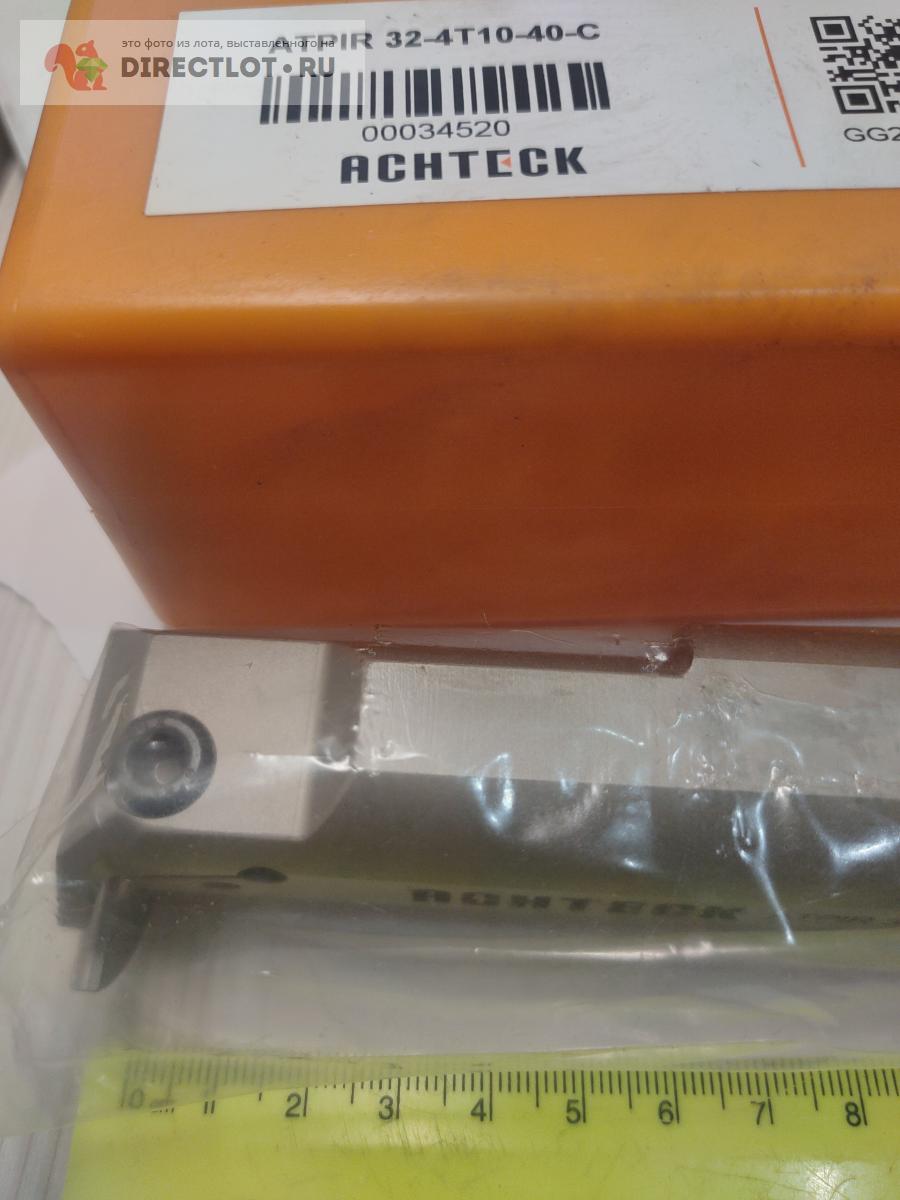 это фото из лота, выставленного на
DIRECTLOT.RU
ATPIR 32-4T10-40-C
00034520
ACHTECK
GG2
ACHTECK
0 2 3 4 5 6 7 8